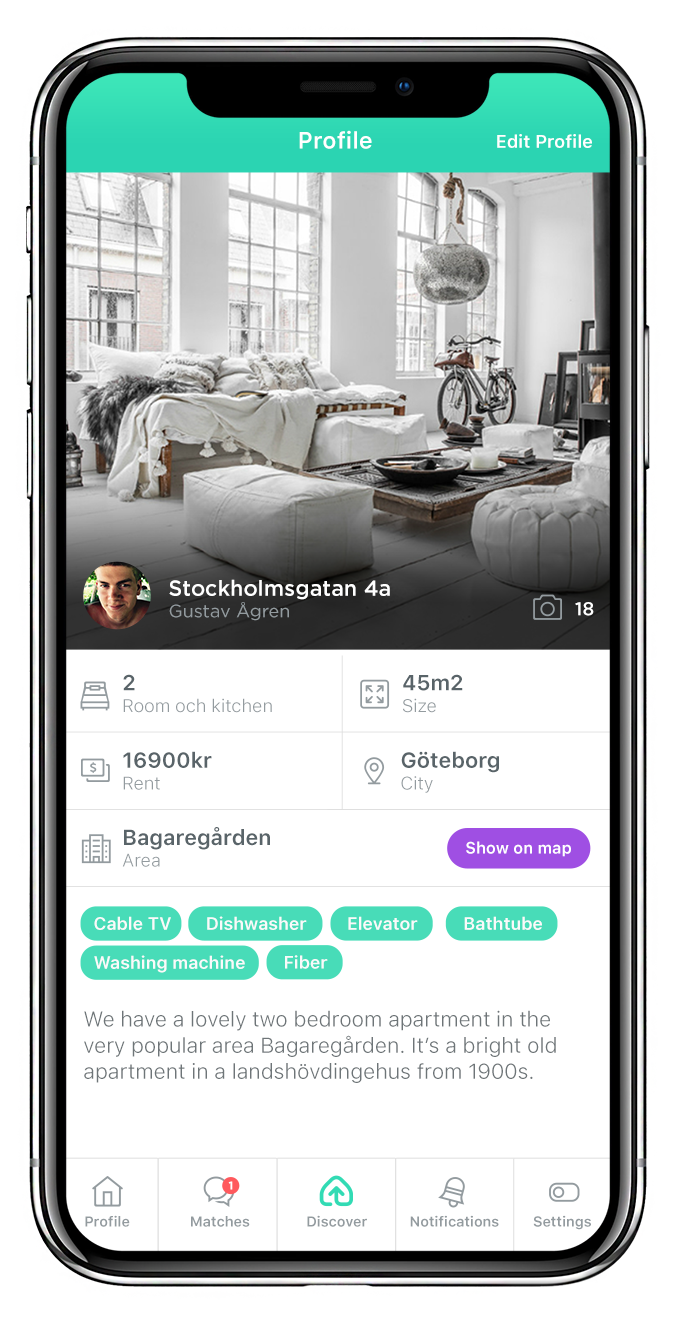 Profile
Edit Profile
Stockholmsgatan 4a
Gustav Ågren
18
2
Room och kitchen
45m2
Size
$
16900kr
Rent
Göteborg
City
Bagaregården
Area
Show on map
Cable TV
Dishwasher
Elevator
Bathtube
Washing machine
Fiber
We have a lovely two bedroom apartment in the
very popular area Bagaregården. It’s a bright old
apartment in a landshövdingehus from 1900s.
1
Profile
Matches
Discover
Notifications
Settings